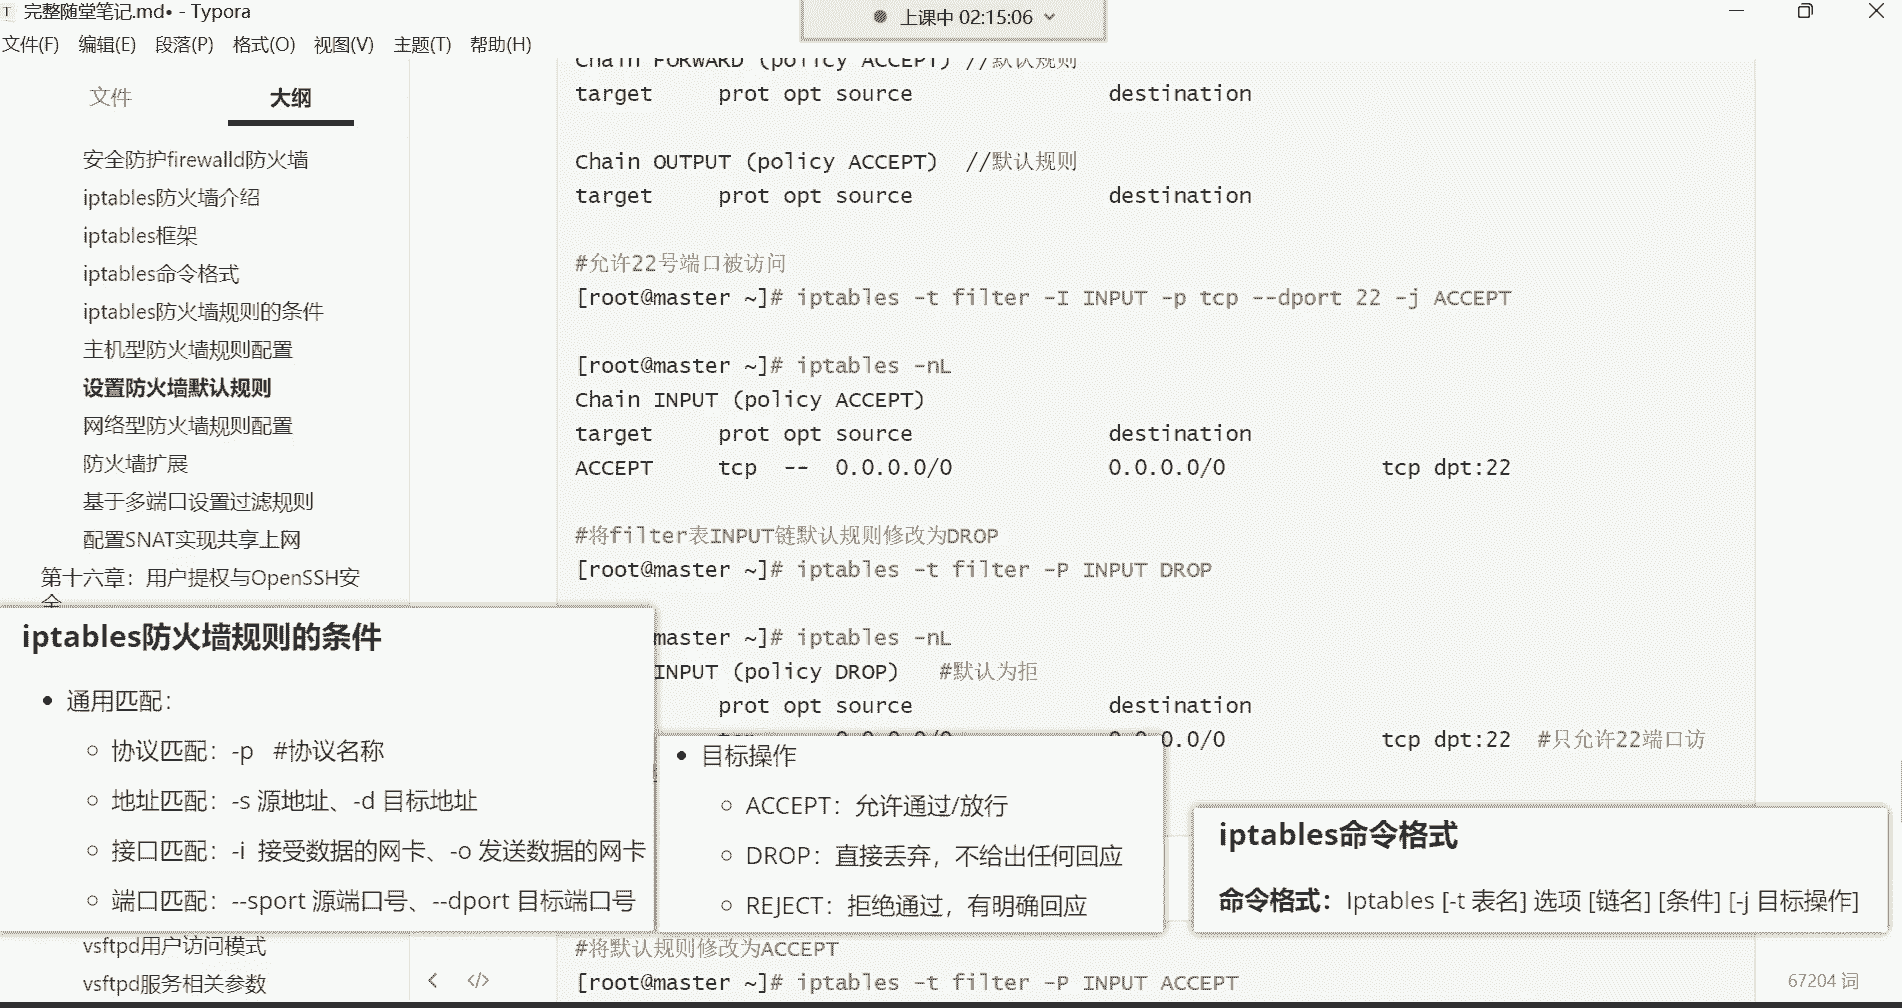 完整随堂笔记.md• - Typora
上课中 02:15:06
文件(F) 编辑(E) 段落(P) 格式(O) 视图(V) 主题(T) 帮助(H)
文件 大纲
安全防护firewalld防火墙
iptables防火墙介绍
iptables框架
iptables命令格式
iptables防火墙规则的条件
主机型防火墙规则配置
设置防火墙默认规则
网络型防火墙规则配置
防火墙扩展
基于多端口设置过滤规则
配置SNAT实现共享上网
第十六章：用户提权与OpenSSH安
全
Chain FORWARD (policy ACCEPT) //默认规则
target prot opt source destination
Chain OUTPUT (policy ACCEPT) //默认规则
target prot opt source destination
#允许22号端口被访问
[root@master ~]# iptables -t filter -I INPUT -p tcp --dport 22 -j ACCEPT
[root@master ~]# iptables -nL
Chain INPUT (policy ACCEPT)
target prot opt source destination
ACCEPT tcp -- 0.0.0.0/0 0.0.0.0/0 tcp dpt:22
#将filter表INPUT链默认规则修改为DROP
[root@master ~]# iptables -t filter -P INPUT DROP
master ~]# iptables -nL
INPUT (policy DROP) #默认为拒
prot opt source destination
0.0/0 tcp dpt:22 #只允许22端口访
iptables防火墙规则的条件
• 通用匹配：
○ 协议匹配：-p #协议名称
○ 地址匹配：-s 源地址、-d 目标地址
○ 接口匹配：-i 接受数据的网卡、-o 发送数据的网卡
○ 端口匹配：--sport 源端口号、--dport 目标端口号
• 目标操作
○ ACCEPT：允许通过/放行
○ DROP：直接丢弃，不给出任何回应
○ REJECT：拒绝通过，有明确回应
iptables命令格式
命令格式：Iptables [-t 表名] 选项 [链名] [条件] [-j 目标操作]
vsftpd用户访问模式
vsftpd服务相关参数
#将默认规则修改为ACCEPT
[root@master ~]# iptables -t filter -P INPUT ACCEPT
67204 词